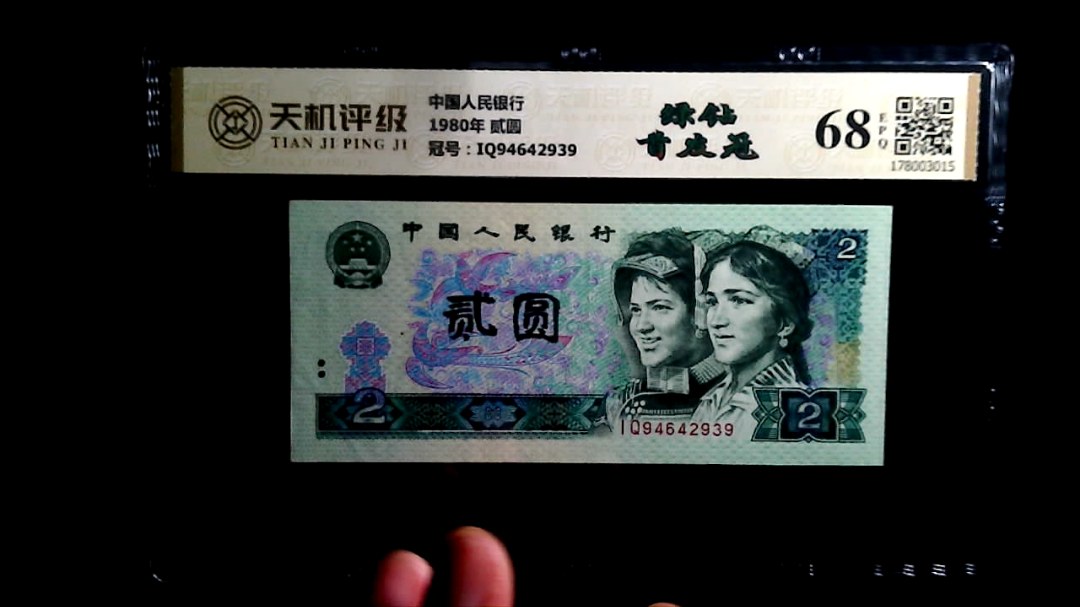 天机评级
TIAN JI PING JI
中国人民银行
1980年 贰圆
冠号：IQ94642939
绿钻
首发冠
68
EPQ
178003015
中国人民银行
2
贰圆
2
IQ94642939
2